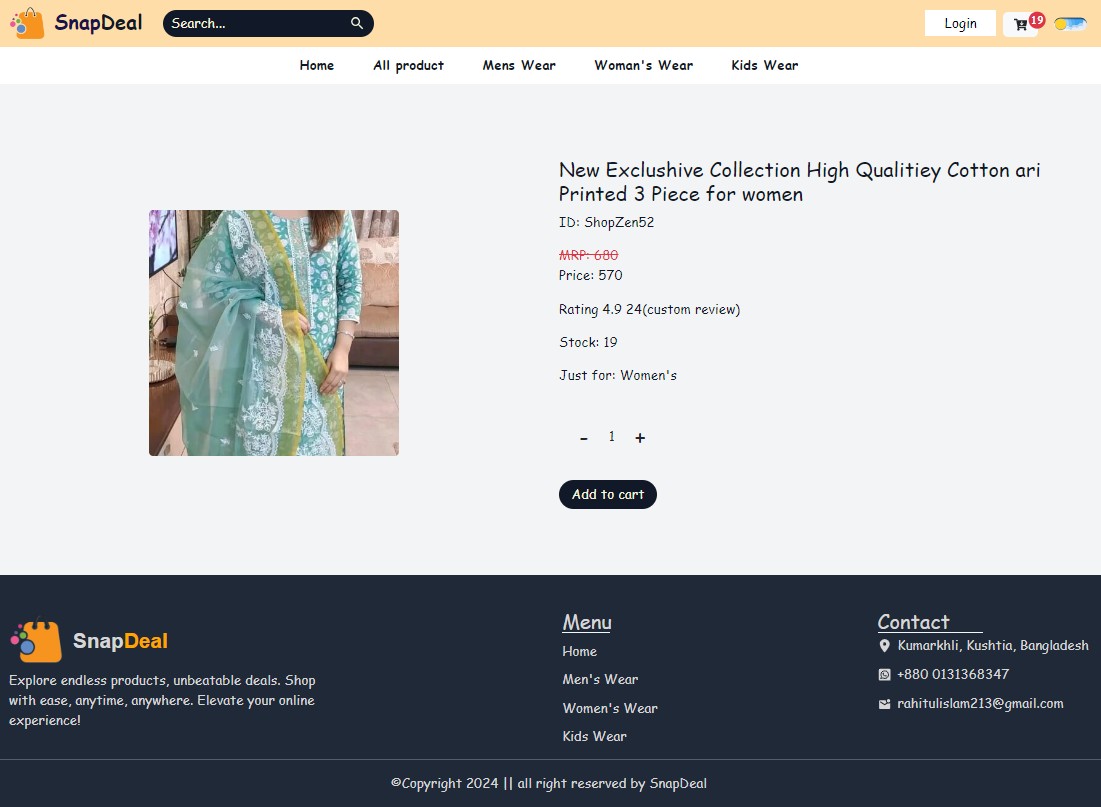 SnapDeal
Search...
Login
19
Home All product Mens Wear Woman's Wear Kids Wear
New Exclushive Collection High Qualitiey Cotton ari
Printed 3 Piece for women
ID: ShopZen52
MRP: 680
Price: 570
Rating 4.9 24(custom review)
Stock: 19
Just for: Women's
- 1 +
Add to cart
SnapDeal
Explore endless products, unbeatable deals. Shop
with ease, anytime, anywhere. Elevate your online
experience!
Menu
Home
Men's Wear
Women's Wear
Kids Wear
Contact
Kumarkhli, Kushtia, Bangladesh
+880 0131368347
rahitulislam213@gmail.com
©Copyright 2024 || all right reserved by SnapDeal